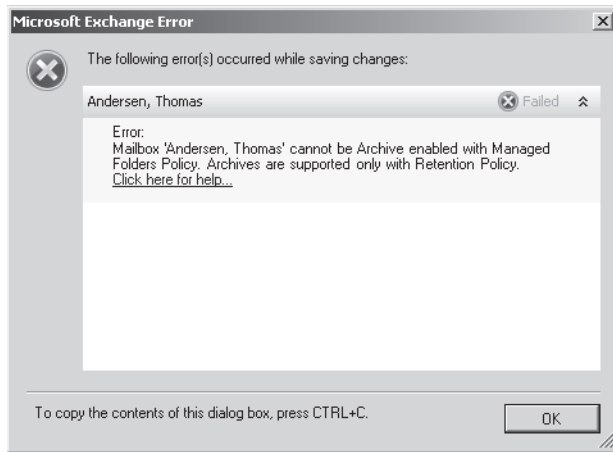 Microsoft Exchange Error
The following error(s) occurred while saving changes:
Andersen, Thomas
Failed
Error:
Mailbox 'Andersen, Thomas' cannot be Archive enabled with Managed
Folders Policy. Archives are supported only with Retention Policy.
Click here for help...
To copy the contents of this dialog box, press CTRL+C.
OK